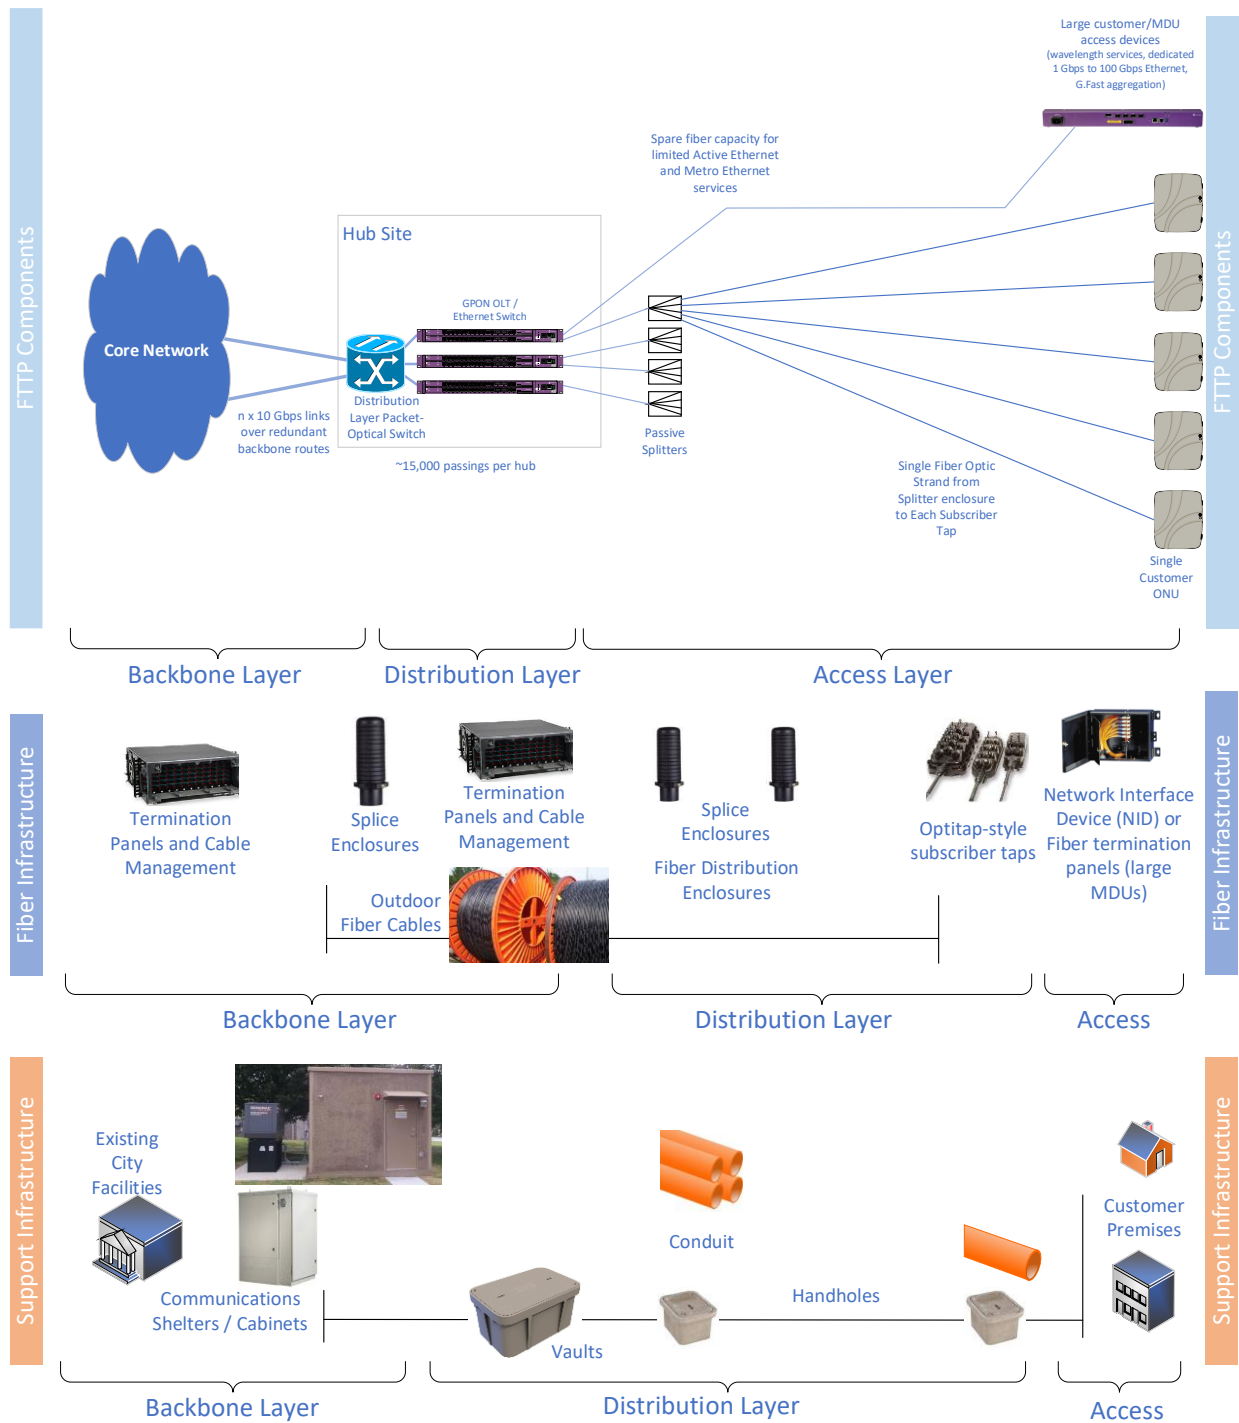 Large customer/MDU
access devices
(wavelength services, dedicated
1 Gbps to 100 Gbps Ethernet,
G.Fast aggregation)
Spare fiber capacity for
limited Active Ethernet
and Metro Ethernet
services
FTTP Components
FTTP Components
Hub Site
GPON OLT /
Ethernet Switch
Core Network
n x 10 Gbps links
over redundant
backbone routes
Distribution
Layer Packet-
Optical Switch
~15,000 passings per hub
Passive
Splitters
Single Fiber Optic
Strand from
Splitter enclosure
to Each Subscriber
Tap
Single
Customer
ONU
Backbone Layer
Distribution Layer
Access Layer
Fiber Infrastructure
Fiber Infrastructure
Termination
Panels and Cable
Management
Splice
Enclosures
Termination
Panels and Cable
Management
Splice
Enclosures
Fiber Distribution
Enclosures
Optitap-style
subscriber taps
Network Interface
Device (NID) or
Fiber termination
panels (large
MDUs)
Outdoor
Fiber Cables
Backbone Layer
Distribution Layer
Access
Support Infrastructure
Support Infrastructure
Existing
City
Facilities
Communications
Shelters / Cabinets
Vaults
Conduit
Handholes
Customer
Premises
Backbone Layer
Distribution Layer
Access